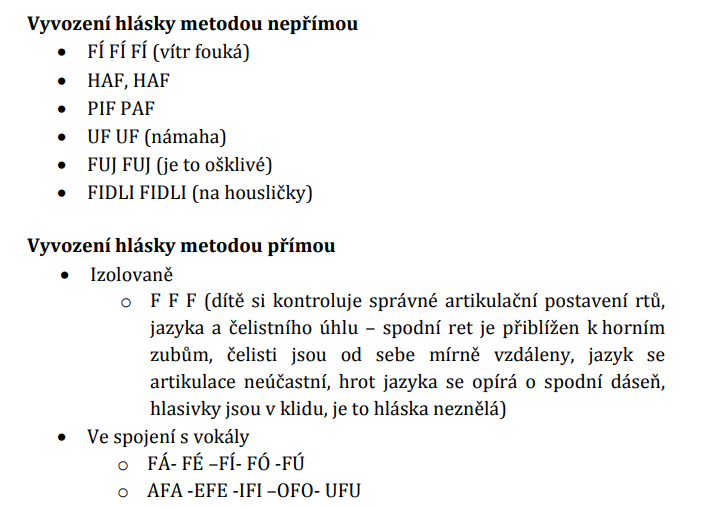 Vyvození hlásky metodou nepřímou
• FÍ FÍ FÍ (vítr fouká)
• HAF, HAF
• PIF PAF
• UF UF (námaha)
• FUJ FUJ (je to ošklivé)
• FIDLI FIDLI (na housličky)
Vyvození hlásky metodou přímou
• Izolovaně
o F F F (dítě si kontroluje správné artikulační postavení rtů,
jazyka a čelistního úhlu – spodní ret je přiblížen k horním
zubům, čelisti jsou od sebe mírně vzdáleny, jazyk se
artikulace neúčastní, hrot jazyka se opírá o spodní dáseň,
hlasivky jsou v klidu, je to hláska neznělá)
• Ve spojení s vokály
o FÁ- FÉ –FÍ- FÓ -FÚ
o AFA -EFE -IFI –OFO- UFU